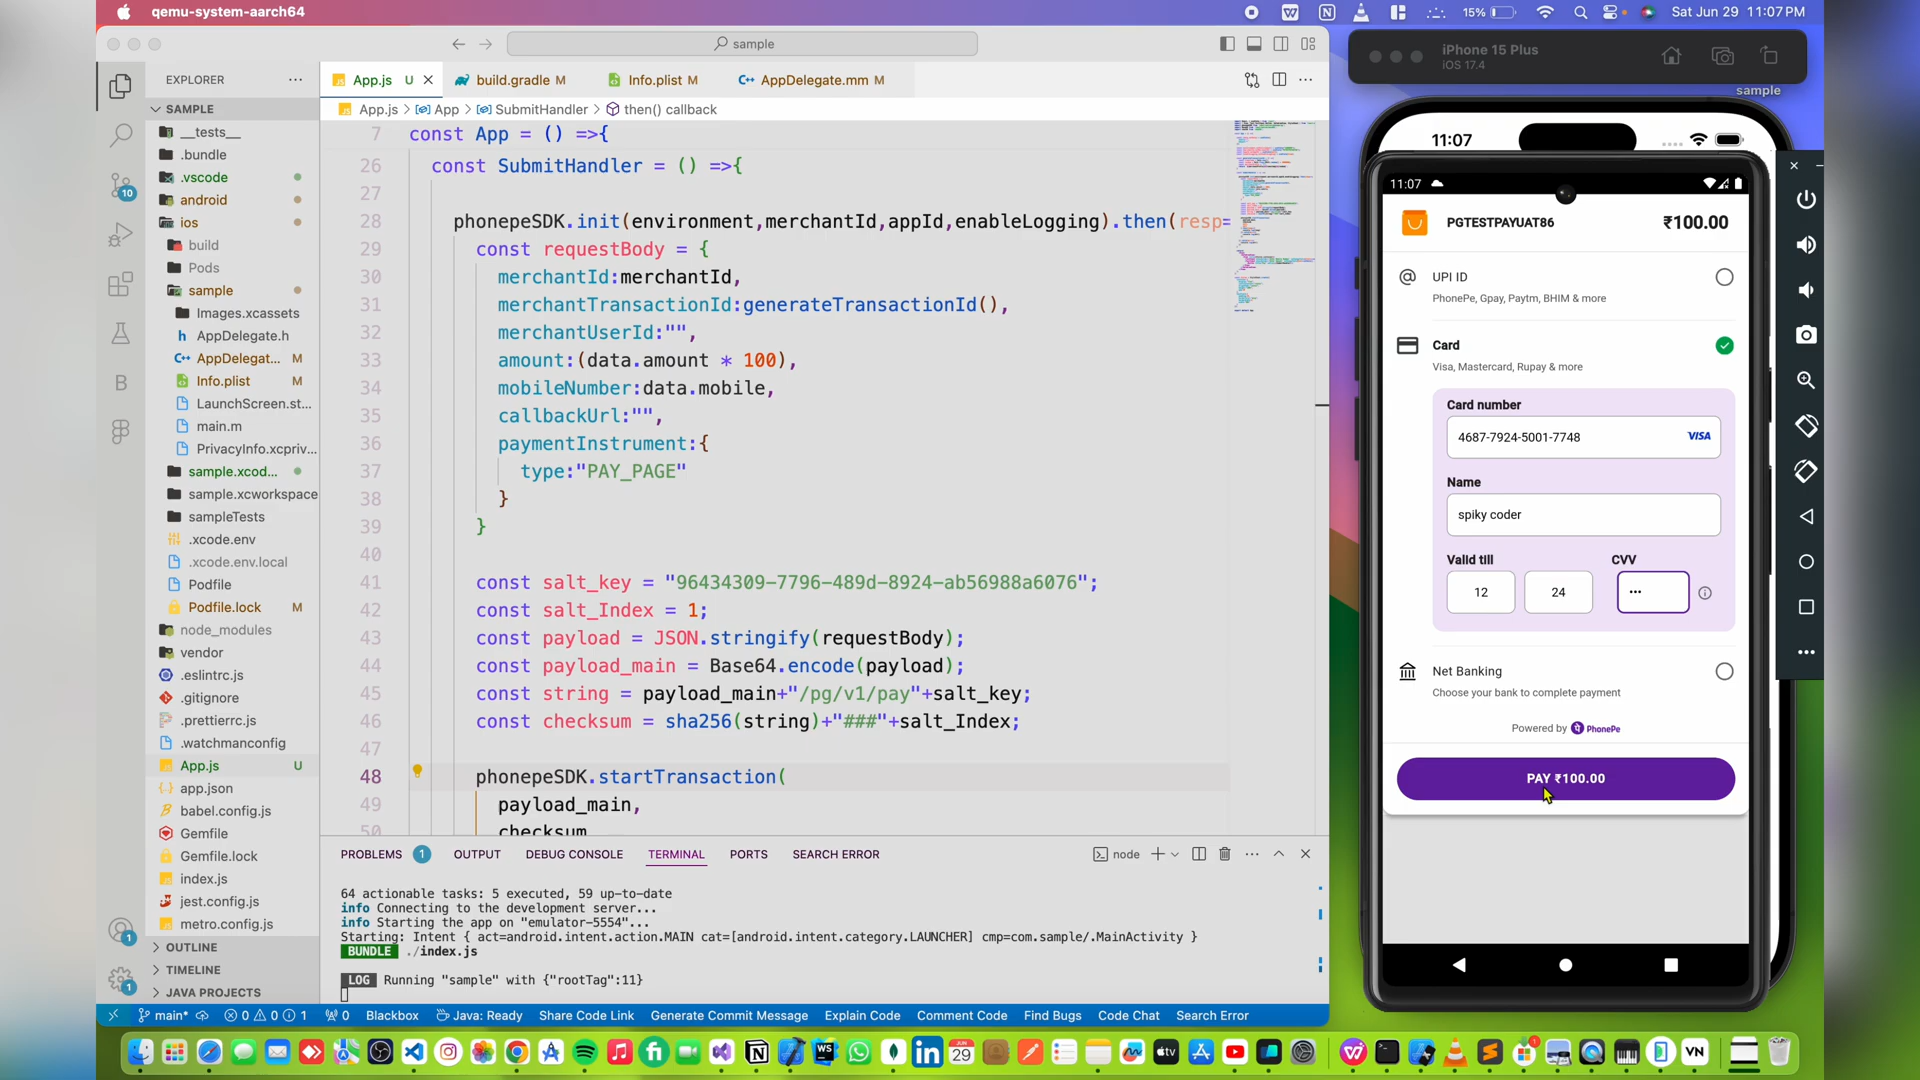 qemu-system-aarch64
15%
Sat Jun 29 11:07 PM
sample
EXPLORER
App.js U
build.gradle M
Info.plist M
AppDelegate.mm M
App.js > App > SubmitHandler > then() callback
SAMPLE
__tests__
.bundle
.vscode
android
ios
build
Pods
sample
Images.xcassets
AppDelegate.h
AppDelegat... M
Info.plist M
LaunchScreen.st...
main.m
PrivacyInfo.xcpriv...
sample.xcod...
sample.xcworkspace
sampleTests
.xcode.env
.xcode.env.local
Podfile
Podfile.lock M
node_modules
vendor
.eslintrc.js
.gitignore
.prettierrc.js
.watchmanconfig
App.js U
app.json
babel.config.js
Gemfile
Gemfile.lock
index.js
jest.config.js
metro.config.js
OUTLINE
TIMELINE
JAVA PROJECTS
10
1
1
7 const App = () =>{
26 const SubmitHandler = () =>{
27
28 phonepeSDK.init(environment,merchantId,appId,enableLogging).then(resp=
29 const requestBody = {
30 merchantId:merchantId,
31 merchantTransactionId:generateTransactionId(),
32 merchantUserId:"",
33 amount:(data.amount * 100),
34 mobileNumber:data.mobile,
35 callbackUrl:"",
36 paymentInstrument:{
37 type:"PAY_PAGE"
38 }
39 }
40
41 const salt_key = "96434309-7796-489d-8924-ab56988a6076";
42 const salt_Index = 1;
43 const payload = JSON.stringify(requestBody);
44 const payload_main = Base64.encode(payload);
45 const string = payload_main+"/pg/v1/pay"+salt_key;
46 const checksum = sha256(string)+"###"+salt_Index;
47
48 phonepeSDK.startTransaction(
49 payload_main,
50 checksum
PROBLEMS 1 OUTPUT DEBUG CONSOLE TERMINAL PORTS SEARCH ERROR
node
64 actionable tasks: 5 executed, 59 up-to-date
info Connecting to the development server...
info Starting the app on "emulator-5554"...
Starting: Intent { act=android.intent.action.MAIN cat=[android.intent.category.LAUNCHER] cmp=com.sample/.MainActivity }
BUNDLE ./index.js
LOG Running "sample" with {"rootTag":11}
main* 0 0 1 0 Blackbox Java: Ready Share Code Link Generate Commit Message Explain Code Comment Code Find Bugs Code Chat Search Error
iPhone 15 Plus
iOS 17.4
sample
11:07
11:07
PGTESTPAYUAT86 ₹100.00
UPI ID
PhonePe, Gpay, Paytm, BHIM & more
Card
Visa, Mastercard, Rupay & more
Card number
4687-7924-5001-7748 VISA
Name
spiky coder
Valid till CVV
12 24 •••
Net Banking
Choose your bank to complete payment
Powered by PhonePe
PAY ₹100.00